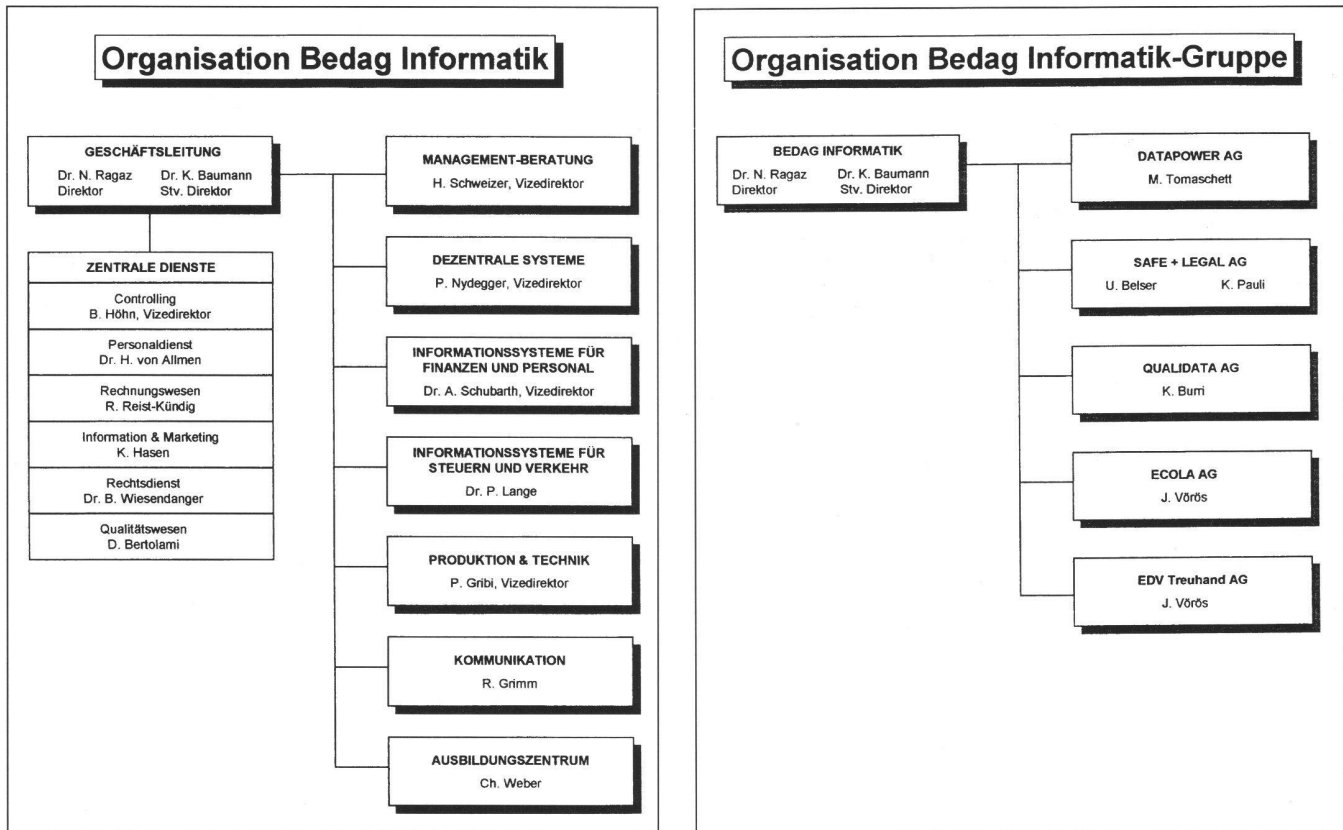 Organisation Bedag Informatik
GESCHÄFTSLEITUNG
Dr. N. Ragaz Dr. K. Baumann
Direktor Stv. Direktor
ZENTRALE DIENSTE
Controlling
B. Höhn, Vizedirektor
Personaldienst
Dr. H. von Allmen
Rechnungswesen
R. Reist-Kündig
Information & Marketing
K. Hasen
Rechtsdienst
Dr. B. Wiesendanger
Qualitätswesen
D. Bertolami
MANAGEMENT-BERATUNG
H. Schweizer, Vizedirektor
DEZENTRALE SYSTEME
P. Nydegger, Vizedirektor
INFORMATIONSSYSTEME FÜR
FINANZEN UND PERSONAL
Dr. A. Schubarth, Vizedirektor
INFORMATIONSSYSTEME FÜR
STEUERN UND VERKEHR
Dr. P. Lange
PRODUKTION & TECHNIK
P. Gribi, Vizedirektor
KOMMUNIKATION
R. Grimm
AUSBILDUNGSZENTRUM
Ch. Weber
Organisation Bedag Informatik-Gruppe
BEDAG INFORMATIK
Dr. N. Ragaz Dr. K. Baumann
Direktor Stv. Direktor
DATAPOWER AG
M. Tomaschett
SAFE + LEGAL AG
U. Belser K. Pauli
QUALIDATA AG
K. Burri
ECOLA AG
J. Vörös
EDV Treuhand AG
J. Vörös